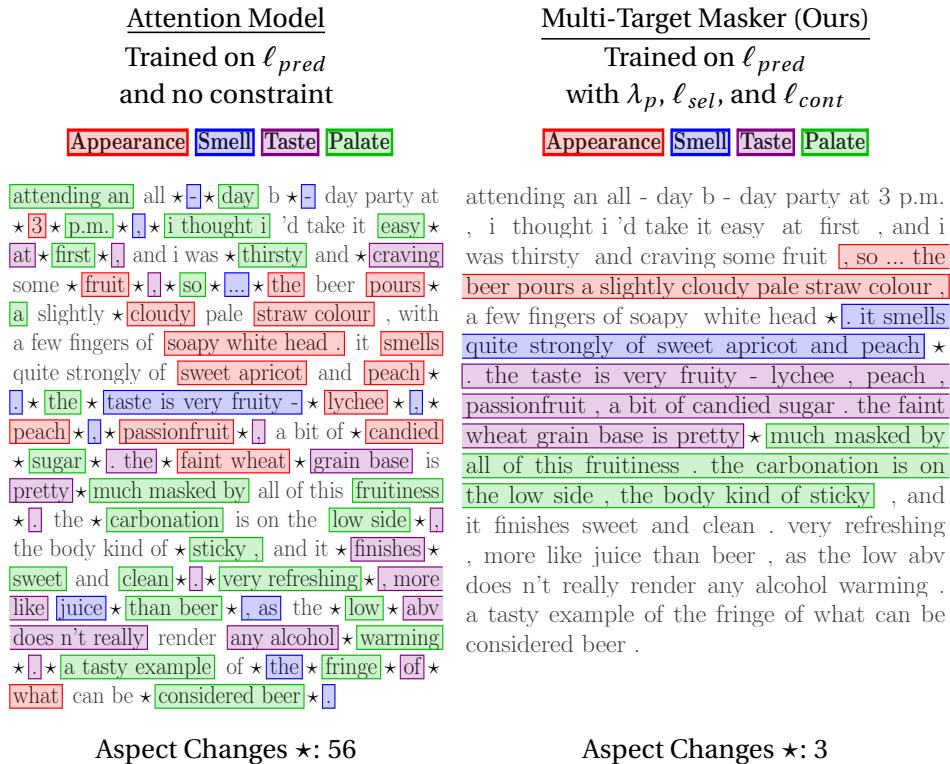 Attention Model
Trained on ℓpred
and no constraint
Appearance Smell Taste Palate
attending an all ⋆ - ⋆ day b ⋆ - day party at
⋆ 3 ⋆ p.m. ⋆ , ⋆ i thought i 'd take it easy ⋆
at ⋆ first ⋆ , and i was ⋆ thirsty and ⋆ craving
some ⋆ fruit ⋆ , ⋆ so ⋆ ... ⋆ the beer pours ⋆
a slightly ⋆ cloudy pale straw colour , with
a few fingers of soapy white head . it smells
quite strongly of sweet apricot and peach ⋆
. ⋆ the ⋆ taste is very fruity - ⋆ lychee ⋆ , ⋆
peach ⋆ , ⋆ passionfruit ⋆ , a bit of ⋆ candied
⋆ sugar ⋆ . the ⋆ faint wheat ⋆ grain base is
pretty ⋆ much masked by all of this fruitiness
⋆ . the ⋆ carbonation is on the low side ⋆ ,
the body kind of ⋆ sticky , and it ⋆ finishes ⋆
sweet and clean ⋆ . ⋆ very refreshing ⋆ , more
like juice ⋆ than beer ⋆ , as the ⋆ low ⋆ abv
does n't really render any alcohol ⋆ warming
⋆ . ⋆ a tasty example of ⋆ the ⋆ fringe ⋆ of ⋆
what can be ⋆ considered beer ⋆ .
Aspect Changes ⋆: 56
Multi-Target Masker (Ours)
Trained on ℓpred
with λp, ℓsel, and ℓcont
Appearance Smell Taste Palate
attending an all - day b - day party at 3 p.m.
, i thought i 'd take it easy at first , and i
was thirsty and craving some fruit , so ... the
beer pours a slightly cloudy pale straw colour ,
a few fingers of soapy white head ⋆ . it smells
quite strongly of sweet apricot and peach ⋆
. the taste is very fruity - lychee , peach ,
passionfruit , a bit of candied sugar . the faint
wheat grain base is pretty ⋆ much masked by
all of this fruitiness . the carbonation is on
the low side , the body kind of sticky , and
it finishes sweet and clean . very refreshing
, more like juice than beer , as the low abv
does n't really render any alcohol warming .
a tasty example of the fringe of what can be
considered beer .
Aspect Changes ⋆: 3